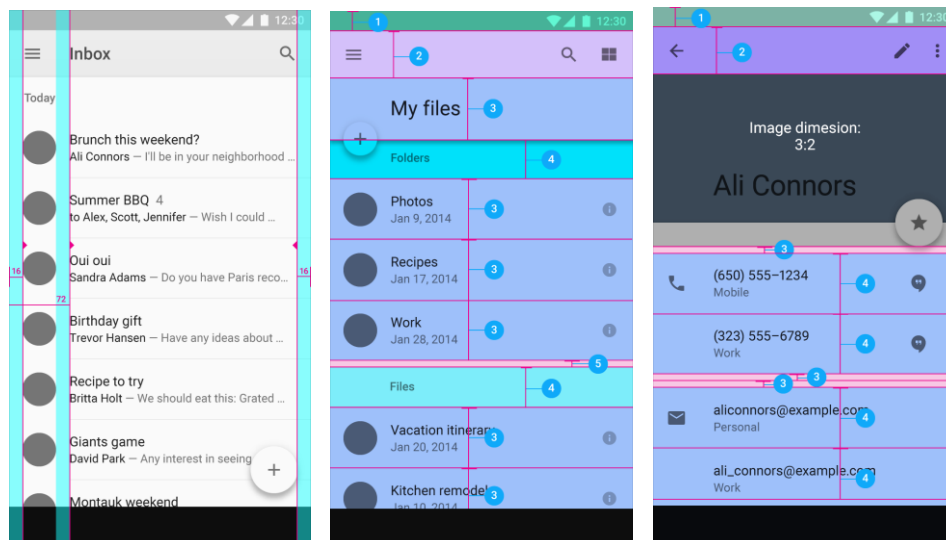 12:30
Inbox
Today
Brunch this weekend?
Ali Connors — I'll be in your neighborhood ...
Summer BBQ 4
to Alex, Scott, Jennifer — Wish I could ...
Oui oui
Sandra Adams — Do you have Paris reco...
16
16
72
Birthday gift
Trevor Hansen — Have any ideas about ...
Recipe to try
Britta Holt — We should eat this: Grated ...
Giants game
David Park — Any interest in seeing
+
Montauk weekend
1
12:30
2
My files
3
+
Folders
4
Photos
Jan 9, 2014
3
Recipes
Jan 17, 2014
3
Work
Jan 28, 2014
3
5
Files
4
Vacation itinerary
Jan 20, 2014
3
Kitchen remodel
Jan 10, 2014
3
1
12:30
2
Image dimesion:
3:2
Ali Connors
3
(650) 555–1234
Mobile
4
(323) 555–6789
Work
4
3
3
aliconnors@example.com
Personal
4
ali_connors@example.com
Work
4